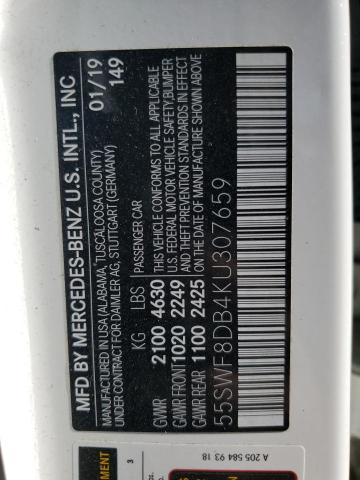 MFD BY MERCEDES-BENZ U.S. INTL., INC
MANUFACTURED IN USA (ALABAMA, TUSCALOOSA COUNTY)
UNDER CONTRACT FOR DAIMLER AG, STUTTGART (GERMANY)
01/19
149
KG LBS PASSENGER CAR
GVWR 2100 4630 THIS VEHICLE CONFORMS TO ALL APPLICABLE
GAWR FRONT 1020 2249 U.S. FEDERAL MOTOR VEHICLE SAFETY, BUMPER
GAWR REAR 1100 2425 AND THEFT PREVENTION STANDARDS IN EFFECT
ON THE DATE OF MANUFACTURE SHOWN ABOVE
55SWF8DB4KU307659
A 205 584 93 18
3